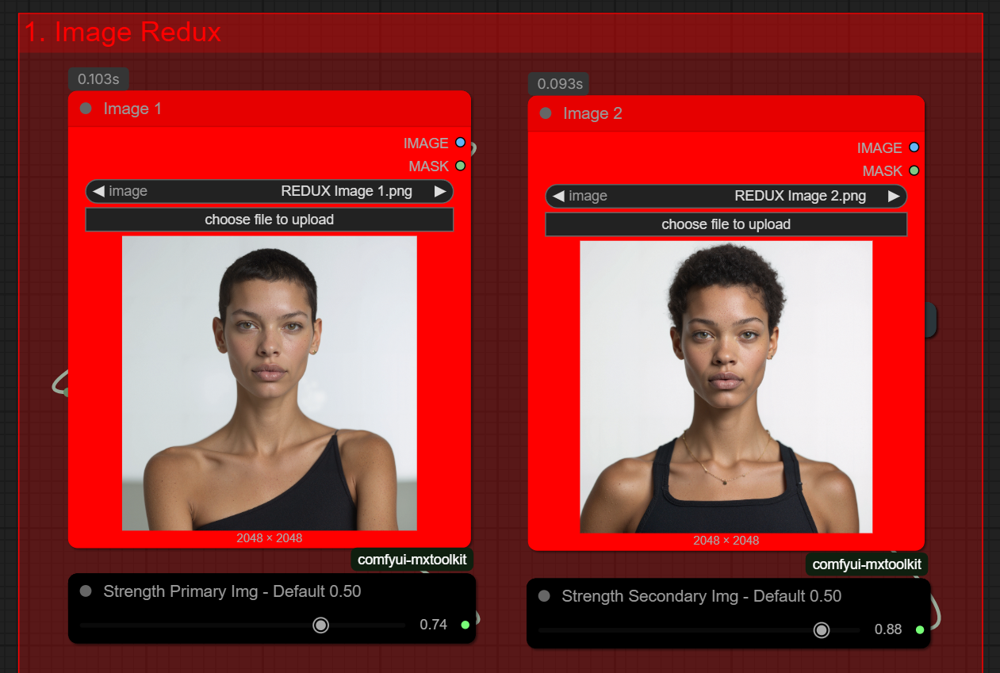 1. Image Redux
0.103s
Image 1
IMAGE
MASK
image REDUX Image 1.png
choose file to upload
2048 × 2048
comfyui-mxtoolkit
Strength Primary Img - Default 0.50
0.74
0.093s
Image 2
IMAGE
MASK
image REDUX Image 2.png
choose file to upload
2048 × 2048
comfyui-mxtoolkit
Strength Secondary Img - Default 0.50
0.88